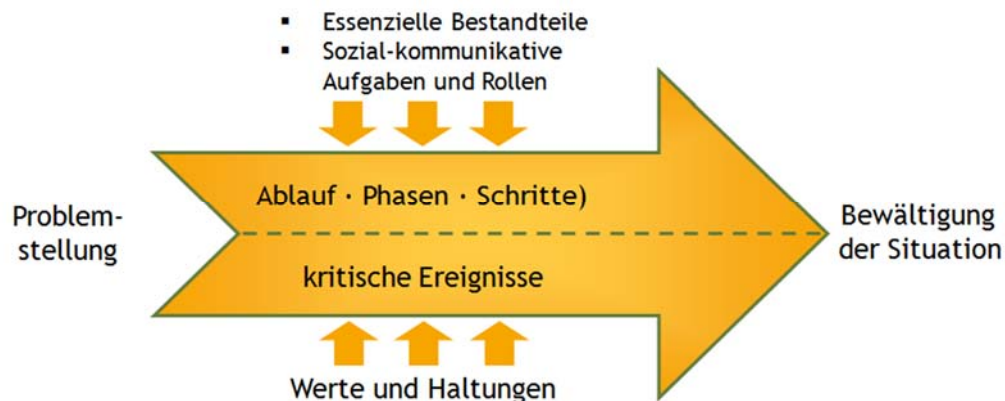 ▪ Essenzielle Bestandteile
▪ Sozial-kommunikative
Aufgaben und Rollen
Problem-
stellung
Ablauf · Phasen · Schritte)
kritische Ereignisse
Bewältigung
der Situation
Werte und Haltungen